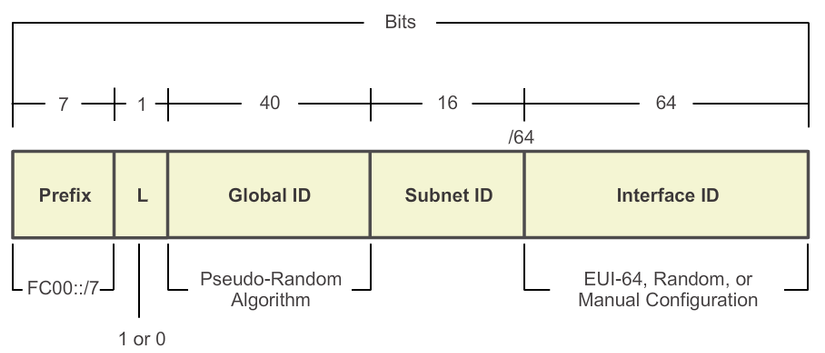 Bits
7 1 40 16 64
/64
Prefix L Global ID Subnet ID Interface ID
FC00::/7
Pseudo-Random
Algorithm
EUI-64, Random, or
Manual Configuration
1 or 0